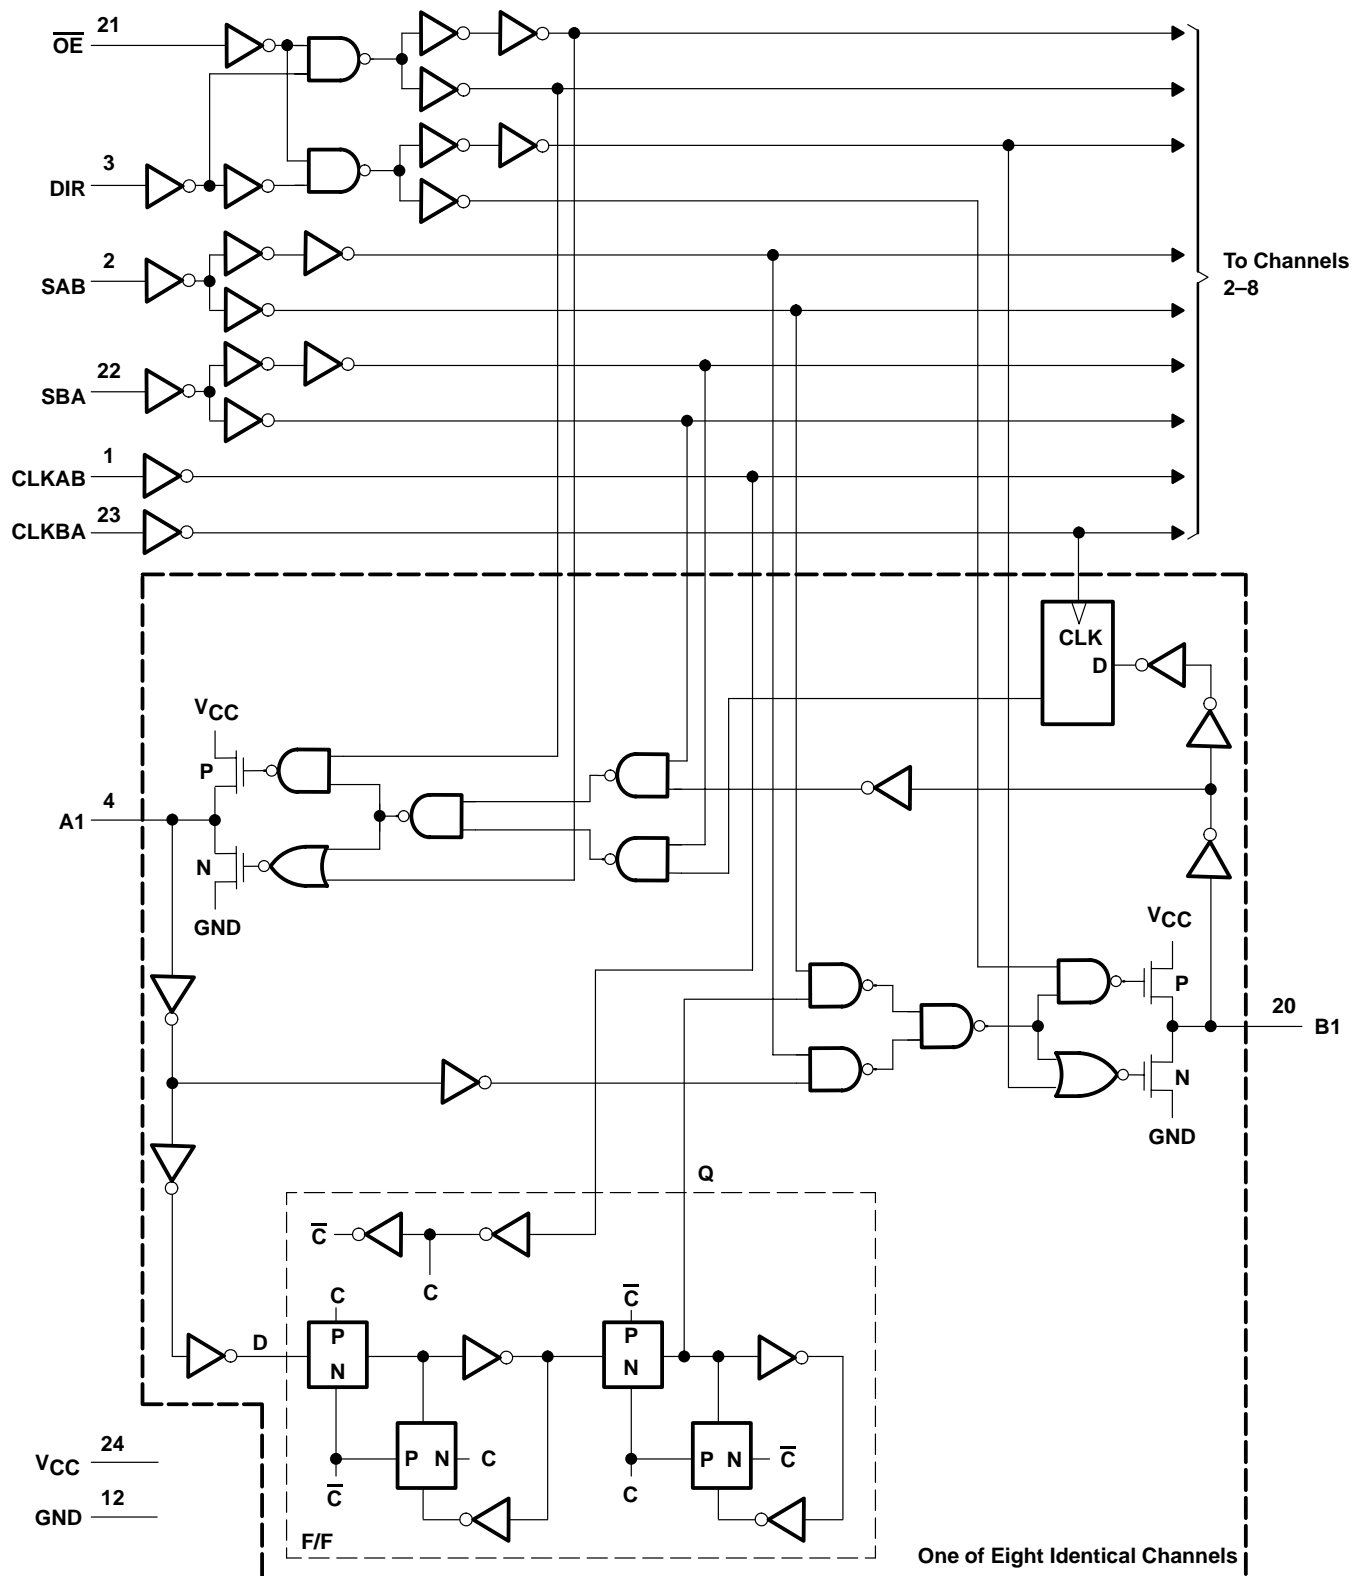 21
OE
3
DIR
2
SAB
To Channels
2–8
22
SBA
1
CLKAB
23
CLKBA
CLK
D
VCC
P
4
A1
N
GND
VCC
P
20
B1
N
GND
Q
C
C
C
C
D
P
N
P
N
P N
C
P N
C
C
C
VCC
24
GND
12
F/F
One of Eight Identical Channels